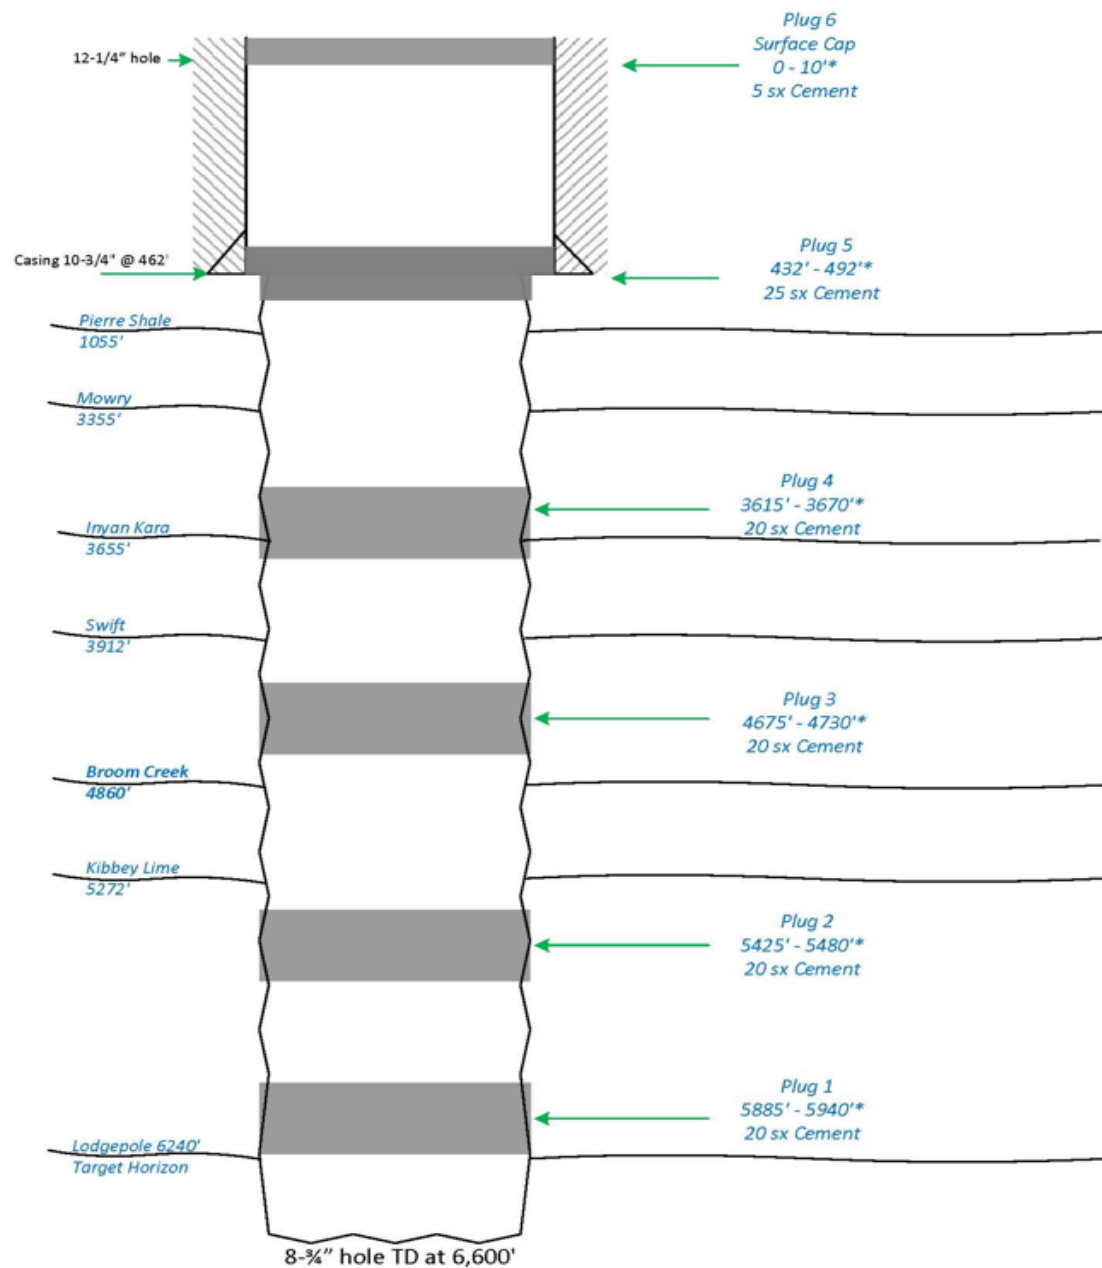 12-1/4" hole
Plug 6
Surface Cap
0 - 10'*
5 sx Cement
Casing 10-3/4" @ 462'
Plug 5
432' - 492'*
25 sx Cement
Pierre Shale
1055'
Mowry
3355'
Plug 4
3615' - 3670'*
20 sx Cement
Inyan Kara
3655'
Swift
3912'
Plug 3
4675' - 4730'*
20 sx Cement
Broom Creek
4860'
Kibbey Lime
5272'
Plug 2
5425' - 5480'*
20 sx Cement
Plug 1
5885' - 5940'*
20 sx Cement
Lodgepole 6240'
Target Horizon
8-¾" hole TD at 6,600'